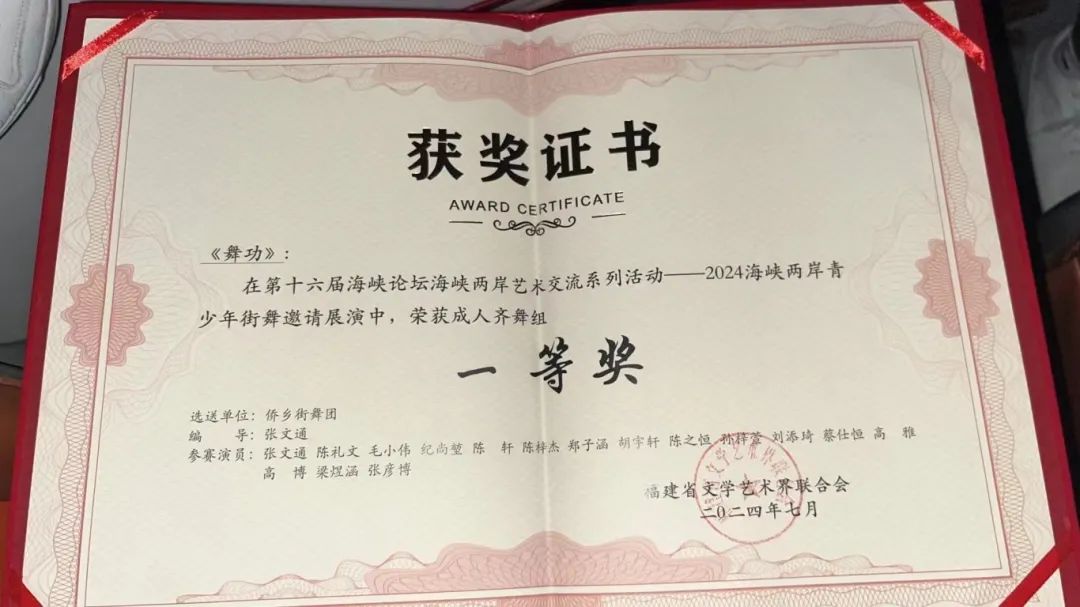 获奖证书
AWARD CERTIFICATE
《舞功》：
在第十六届海峡论坛海峡两岸艺术交流系列活动——2024海峡两岸青
少年街舞邀请展演中，荣获成人齐舞组
一等奖
选送单位：侨乡街舞团
编　　导：张文通
参赛演员：张文通 陈礼文 毛小伟 纪尚堃 陈　轩 陈梓杰 郑子涵 胡宇轩 陈之恒 孙梓萱 刘添琦 蔡仕恒 高　雅
高　博 梁煜涵 张彦博
福建省文学艺术界联合会
二〇二四年七月